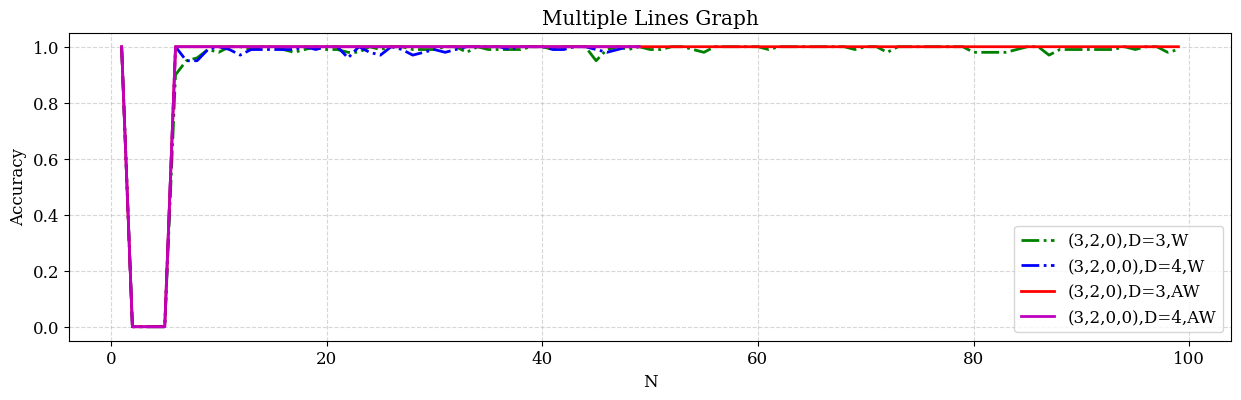 Multiple Lines Graph
Accuracy
1.0
0.8
0.6
0.4
0.2
0.0
(3,2,0),D=3,W
(3,2,0,0),D=4,W
(3,2,0),D=3,AW
(3,2,0,0),D=4,AW
0 20 40 60 80 100
N